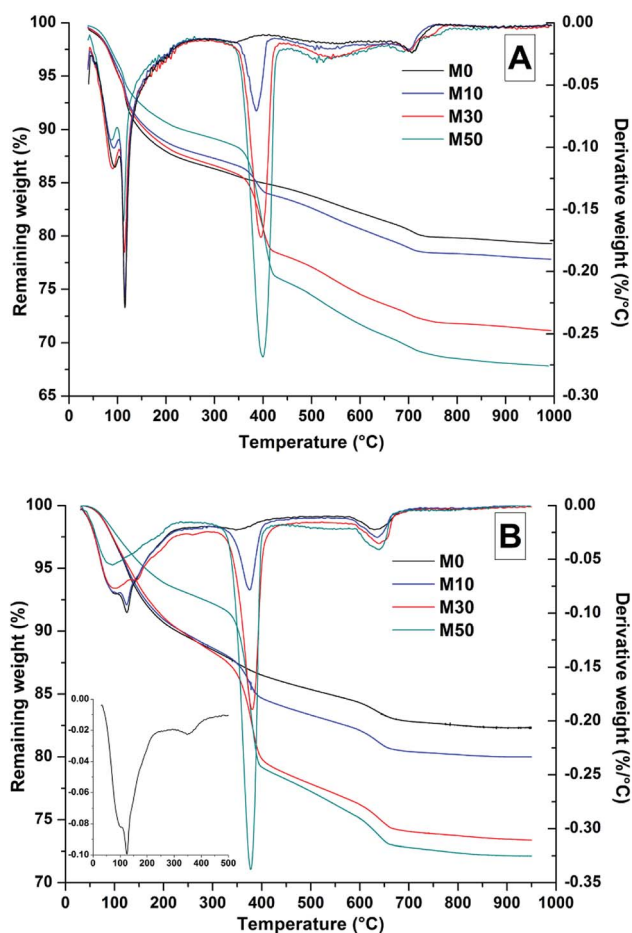 100
95
90
85
80
75
70
65
Remaining weight (%)
0 100 200 300 400 500 600 700 800 900 1000
Temperature (°C)
0.00
-0.05
-0.10
-0.15
-0.20
-0.25
-0.30
Derivative weight (%/°C)
A
M0
M10
M30
M50
100
95
90
85
80
75
70
Remaining weight (%)
0 100 200 300 400 500 600 700 800 900 1000
Temperature (°C)
0.00
-0.05
-0.10
-0.15
-0.20
-0.25
-0.30
-0.35
Derivative weight (%/°C)
B
M0
M10
M30
M50
0.00
-0.02
-0.04
-0.06
-0.08
-0.10
0 100 200 300 400 500